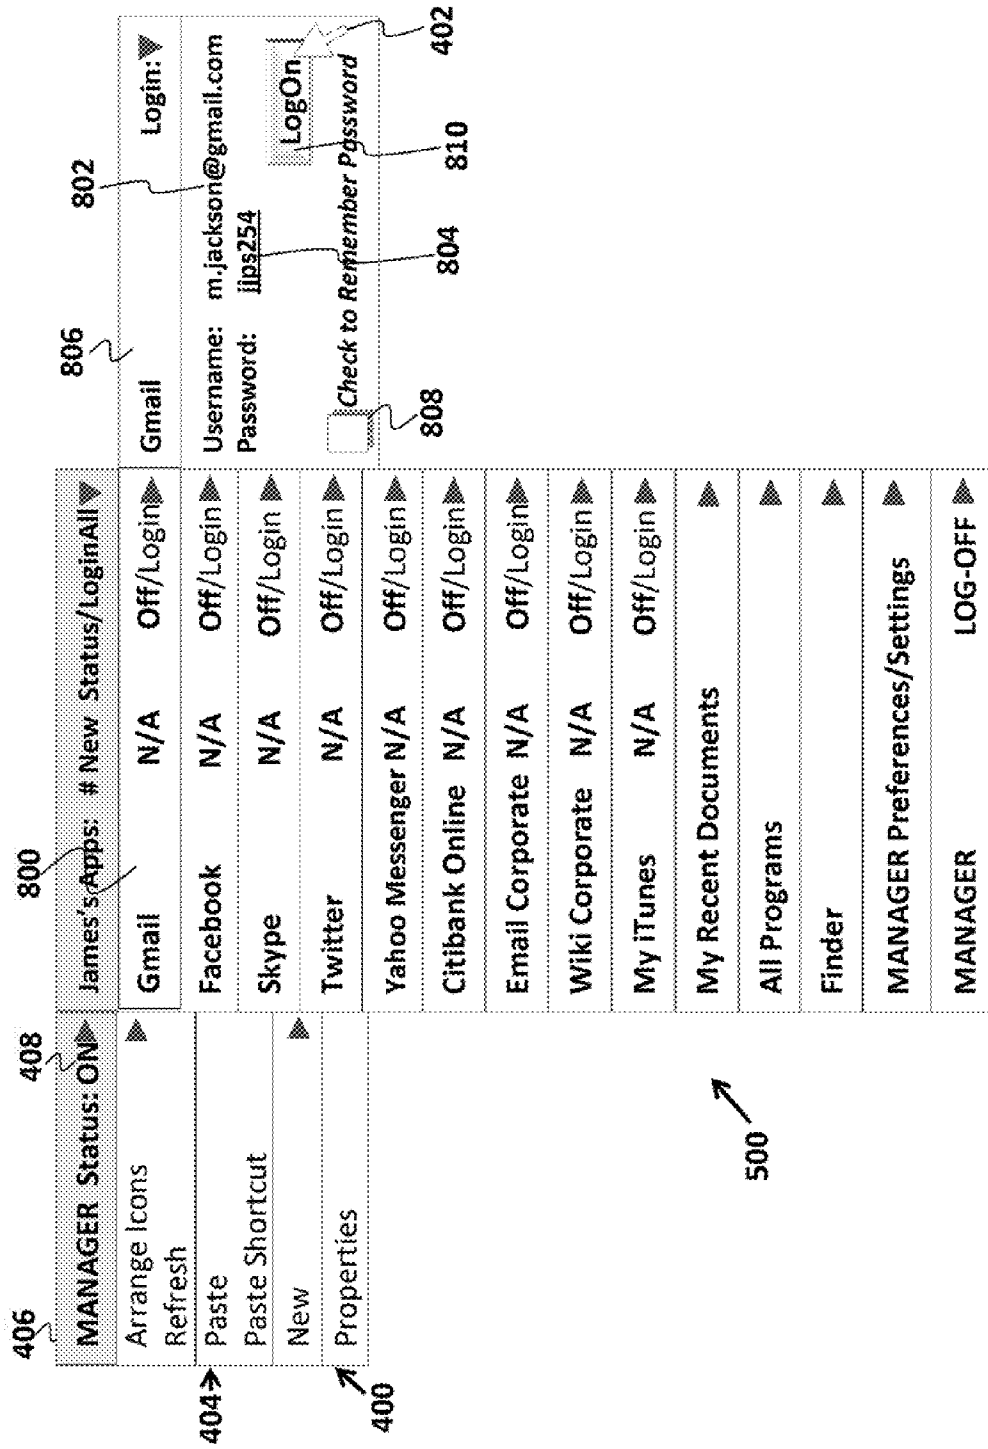 406
408
800
806
802
MANAGER Status: ON
Arrange Icons
Refresh
404
Paste
Paste Shortcut
New
Properties
400
James's Apps: # New Status/LoginAll
Gmail N/A Off/Login
Facebook N/A Off/Login
Skype N/A Off/Login
Twitter N/A Off/Login
Yahoo Messenger N/A Off/Login
Citibank Online N/A Off/Login
Email Corporate N/A Off/Login
Wiki Corporate N/A Off/Login
My iTunes N/A Off/Login
My Recent Documents
All Programs
Finder
MANAGER Preferences/Settings
MANAGER LOG-OFF
Gmail Login:
Username: m.jackson@gmail.com
Password: jjps254
LogOn
Check to Remember Password
808
804
810
402
500